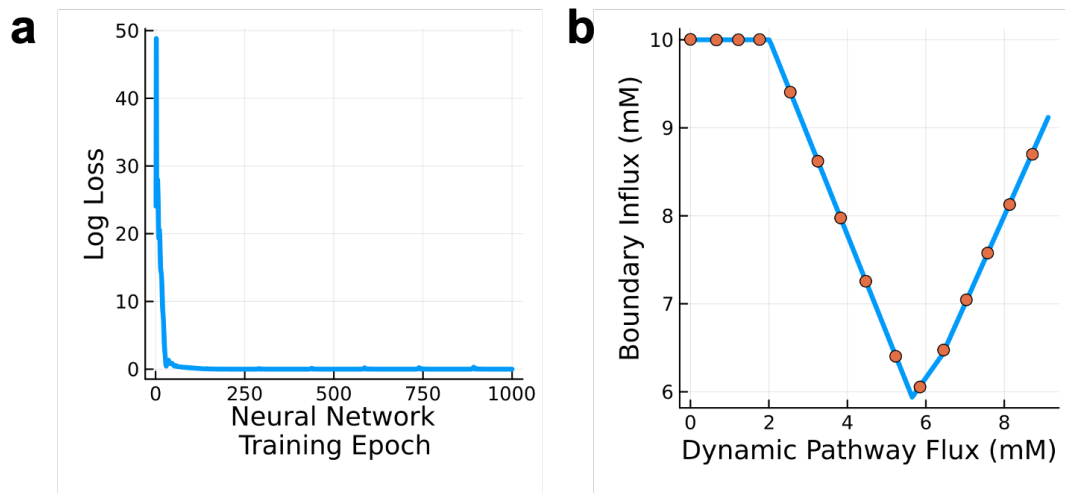 a
50
40
30
20
10
0
Log Loss
0 250 500 750 1000
Neural Network
Training Epoch
b
10
9
8
7
6
Boundary Influx (mM)
0 2 4 6 8
Dynamic Pathway Flux (mM)